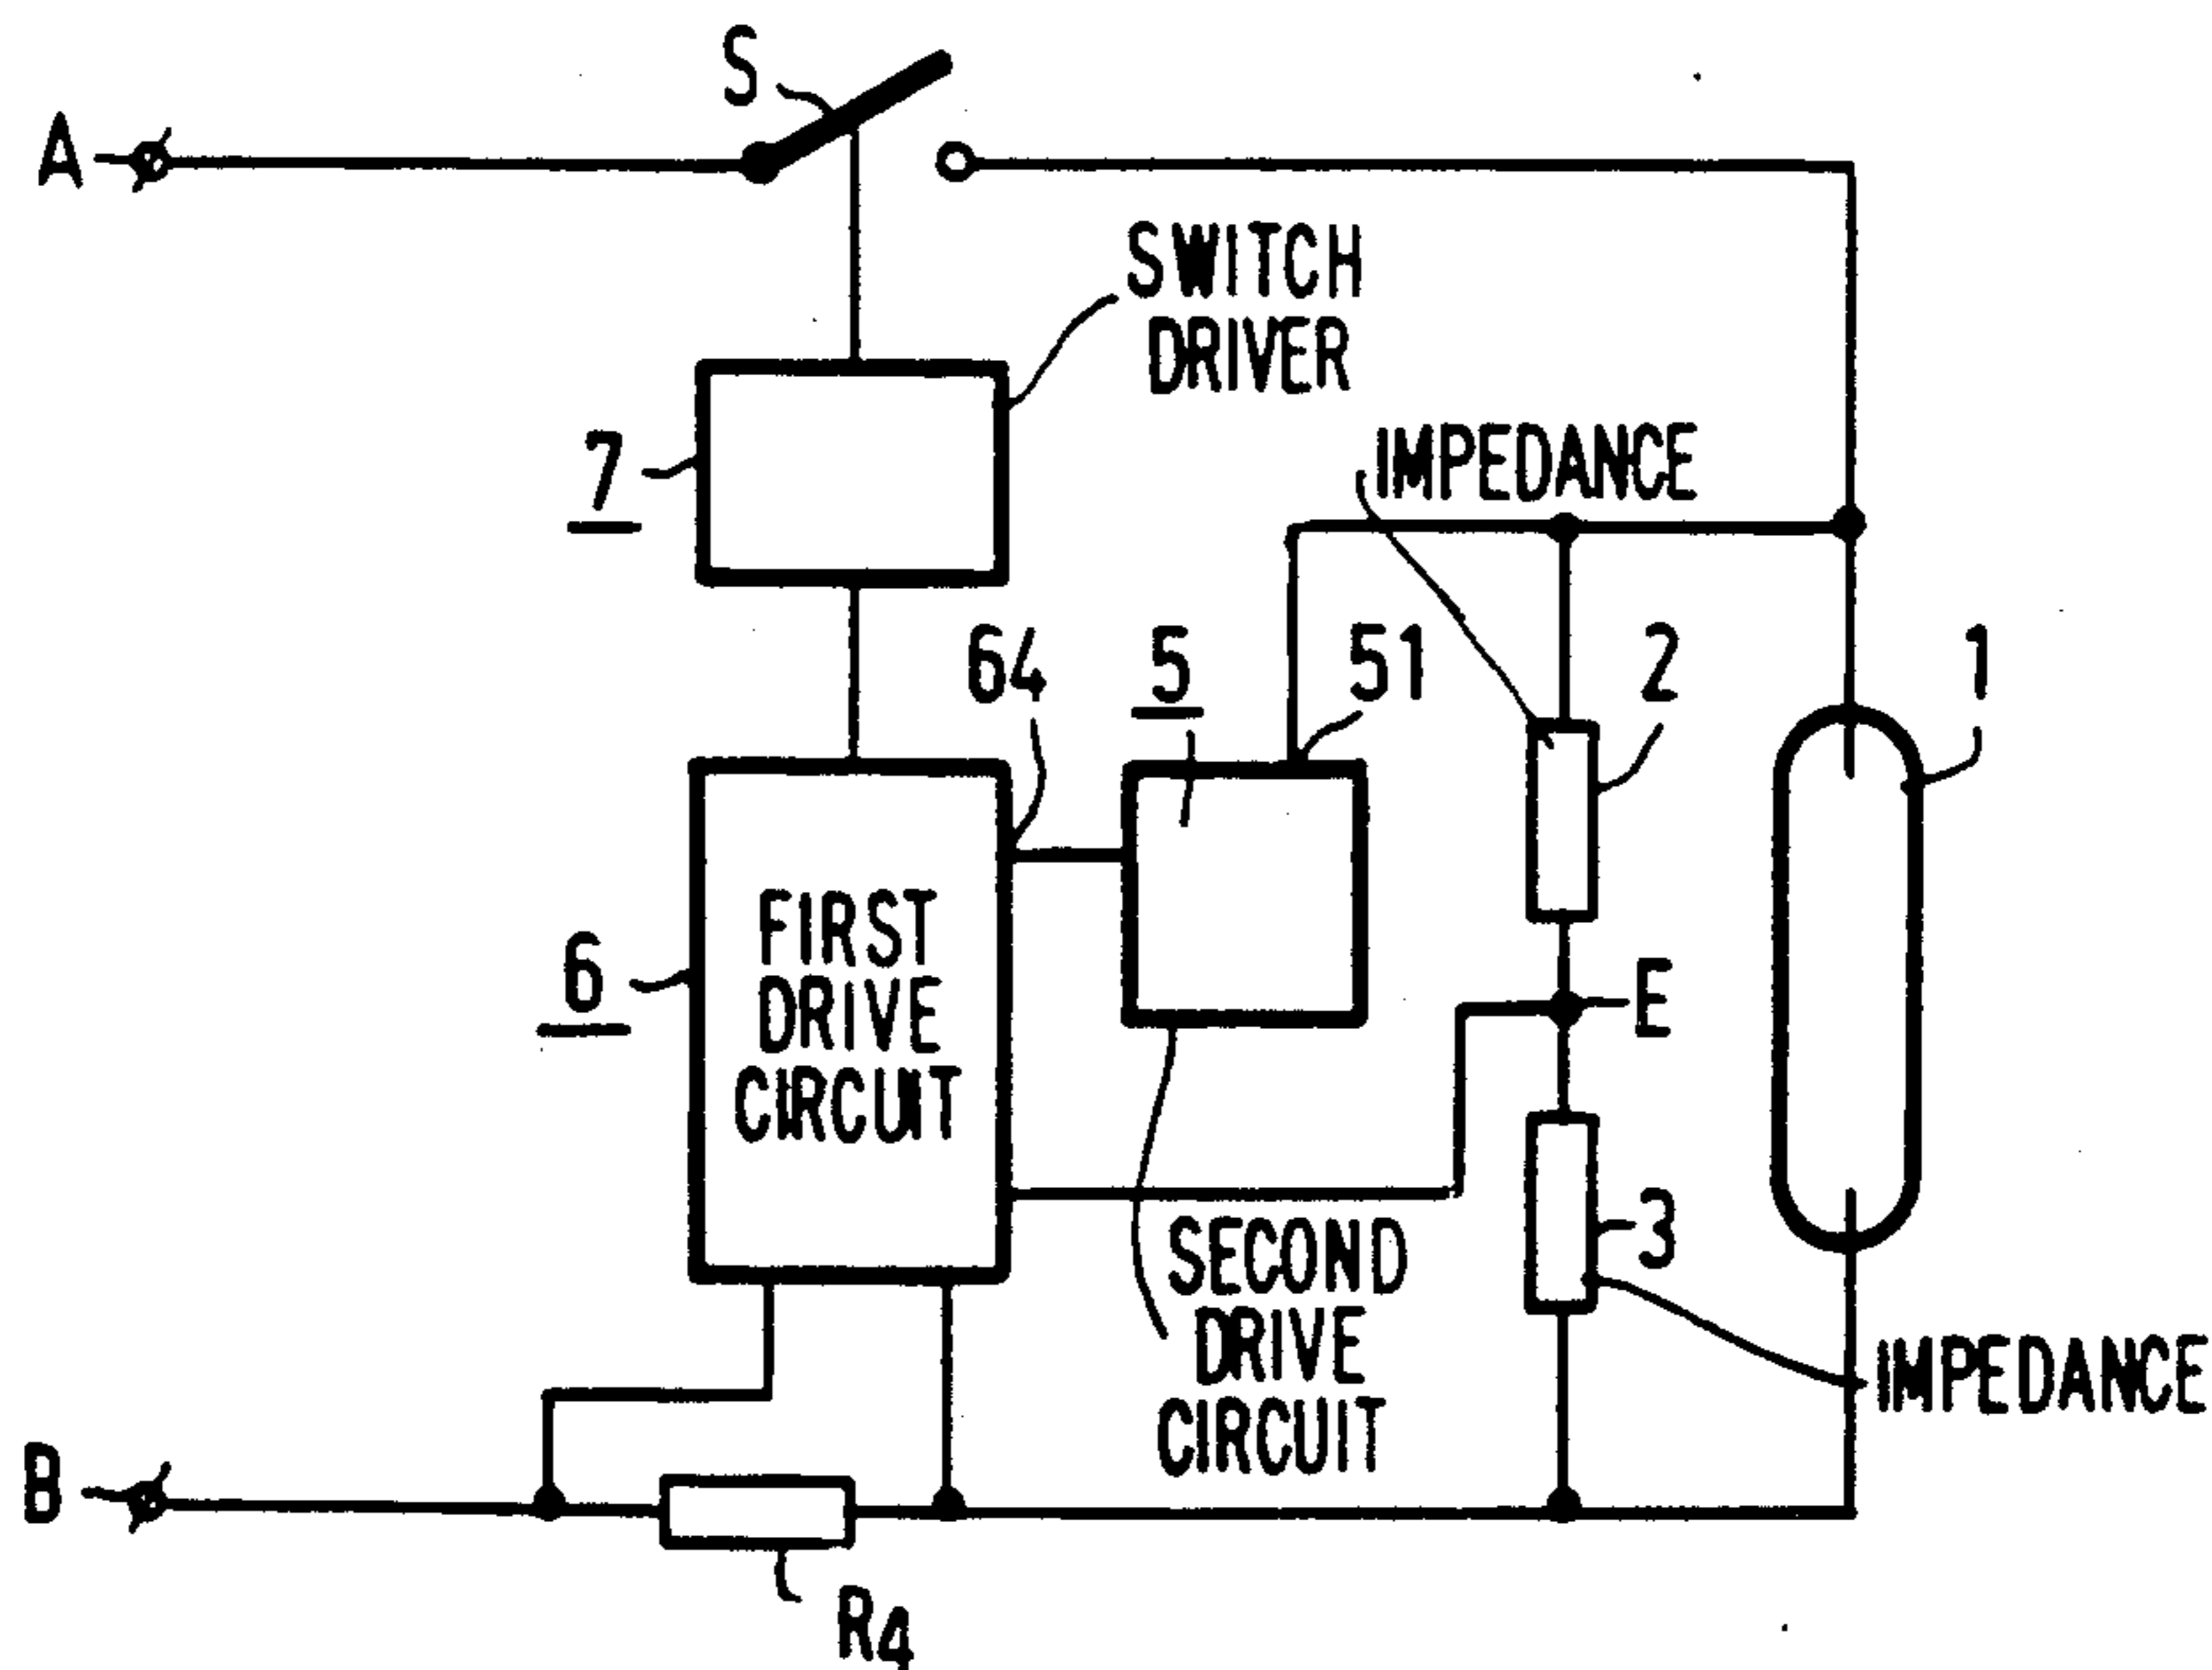 S
A
SWITCH
DRIVER
7
IMPEDANCE
64
5
51
2
1
FIRST
DRIVE
CIRCUIT
6
E
SECOND
DRIVE
CIRCUIT
3
IMPEDANCE
B
R4